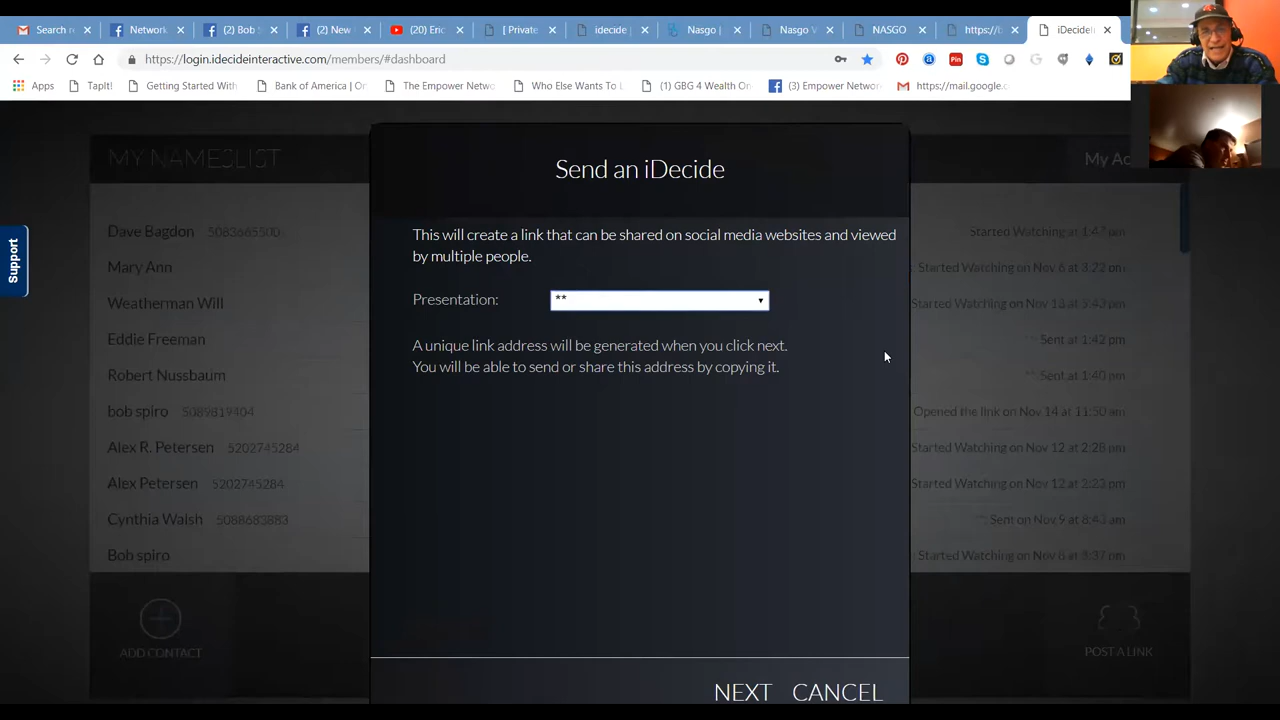 Search re
Network
(2) Bob S
(2) New
(20) Eric
[ Private
idecide
Nasgo |
Nasgo V
NASGO
https://b
iDecideIn
https://login.idecideinteractive.com/members/#dashboard
Apps
TapIt!
Getting Started With
Bank of America | On
The Empower Netwo
Who Else Wants To L
(1) GBG 4 Wealth On
(3) Empower Networ
https://mail.google.c
MY NAMESLIST
My Ac
Send an iDecide
This will create a link that can be shared on social media websites and viewed
by multiple people.
Presentation:
**
A unique link address will be generated when you click next.
You will be able to send or share this address by copying it.
Support
Dave Bagdon 5083665500
Started Watching at 1:47 am
Mary Ann
Started Watching on Nov 6 at 3:22 pm
Weatherman Will
Started Watching on Nov 13 at 5:43 pm
Eddie Freeman
Sent at 1:42 pm
Robert Nussbaum
** Sent at 1:40 pm
bob spiro 5089819404
Opened the link on Nov 14 at 11:50 am
Alex R. Petersen 5202745284
Started Watching on Nov 12 at 2:28 pm
Alex Petersen 5202745284
Started Watching on Nov 12 at 2:23 pm
Cynthia Walsh 5088683883
Sent on Nov 9 at 8:43 am
Bob spiro
Started Watching on Nov 8 at 8:37 pm
ADD CONTACT
POST A LINK
NEXT CANCEL